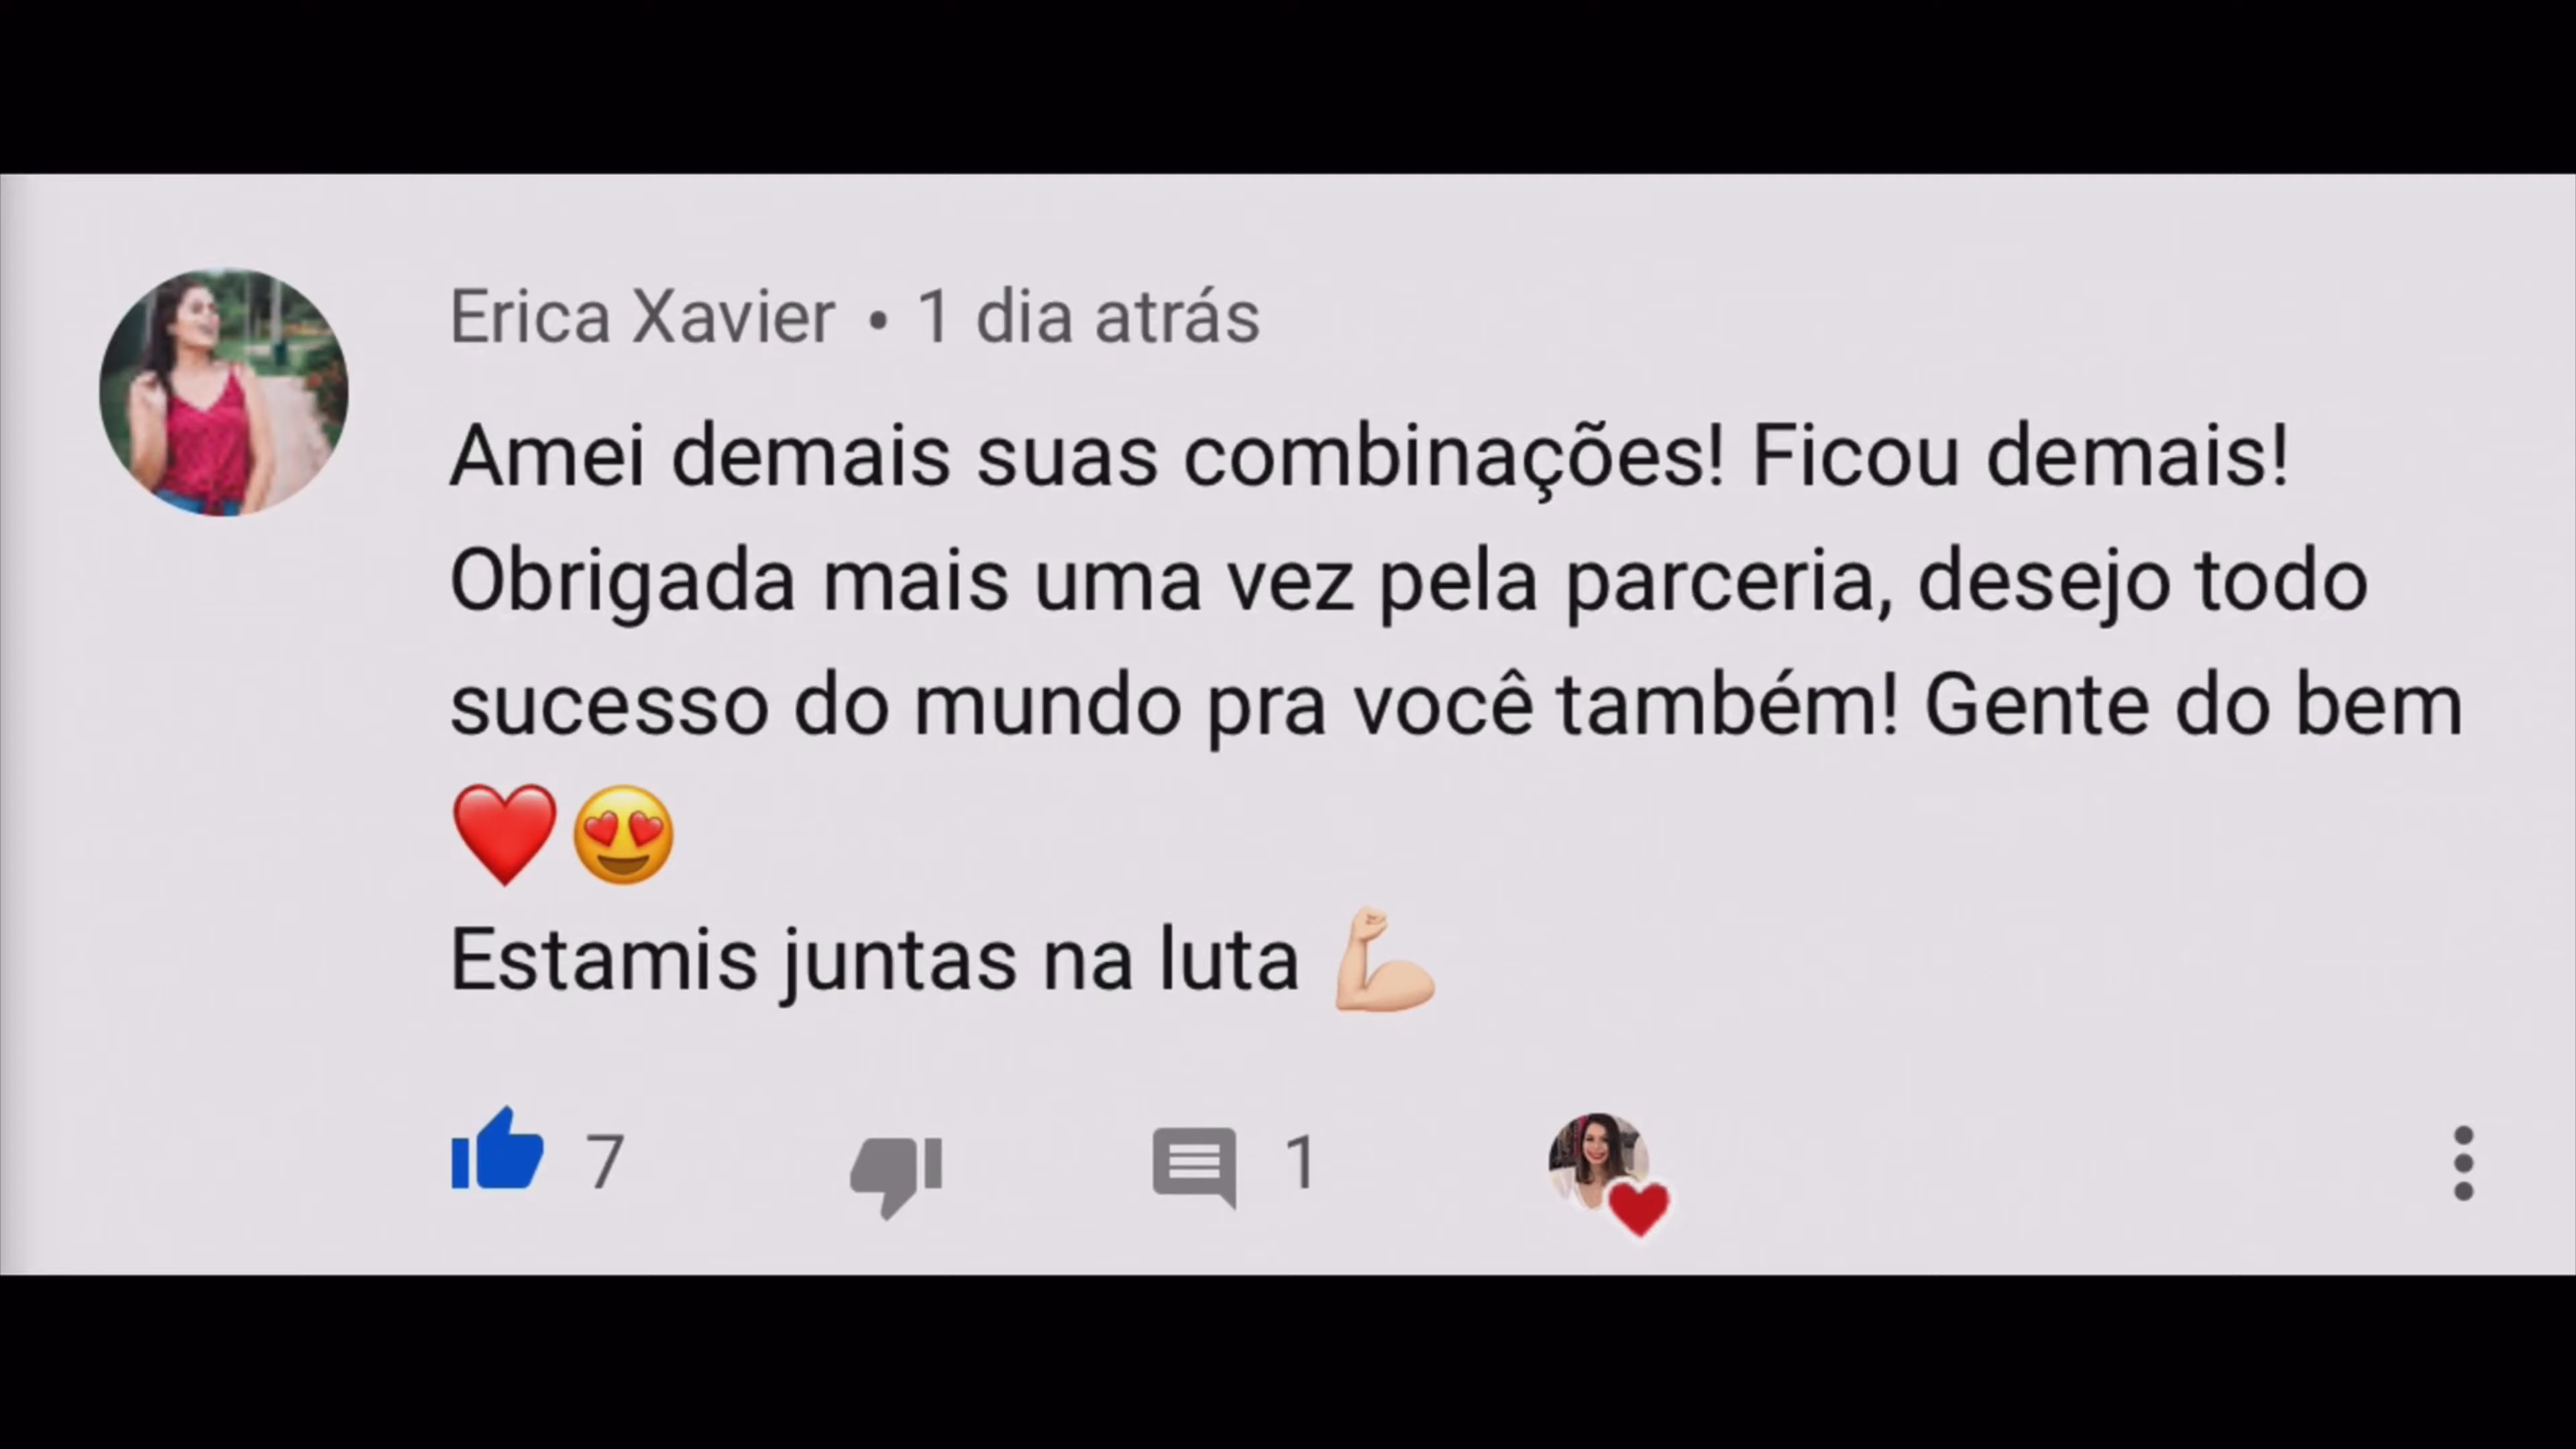 Erica Xavier • 1 dia atrás
Amei demais suas combinações! Ficou demais!
Obrigada mais uma vez pela parceria, desejo todo
sucesso do mundo pra você também! Gente do bem
❤️😍
Estamis juntas na luta 💪🏼
7 1